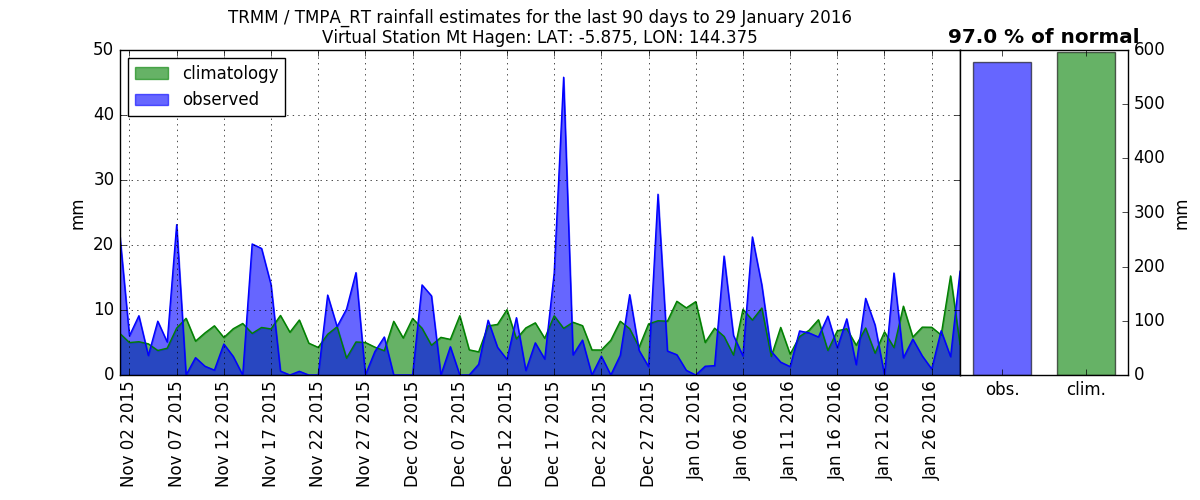 TRMM / TMPA_RT rainfall estimates for the last 90 days to 29 January 2016
Virtual Station Mt Hagen: LAT: -5.875, LON: 144.375
97.0 % of normal
climatology
observed
50
40
30
20
10
0
mm
600
500
400
300
200
100
0
mm
obs.
clim.
Nov 02 2015
Nov 07 2015
Nov 12 2015
Nov 17 2015
Nov 22 2015
Nov 27 2015
Dec 02 2015
Dec 07 2015
Dec 12 2015
Dec 17 2015
Dec 22 2015
Dec 27 2015
Jan 01 2016
Jan 06 2016
Jan 11 2016
Jan 16 2016
Jan 21 2016
Jan 26 2016